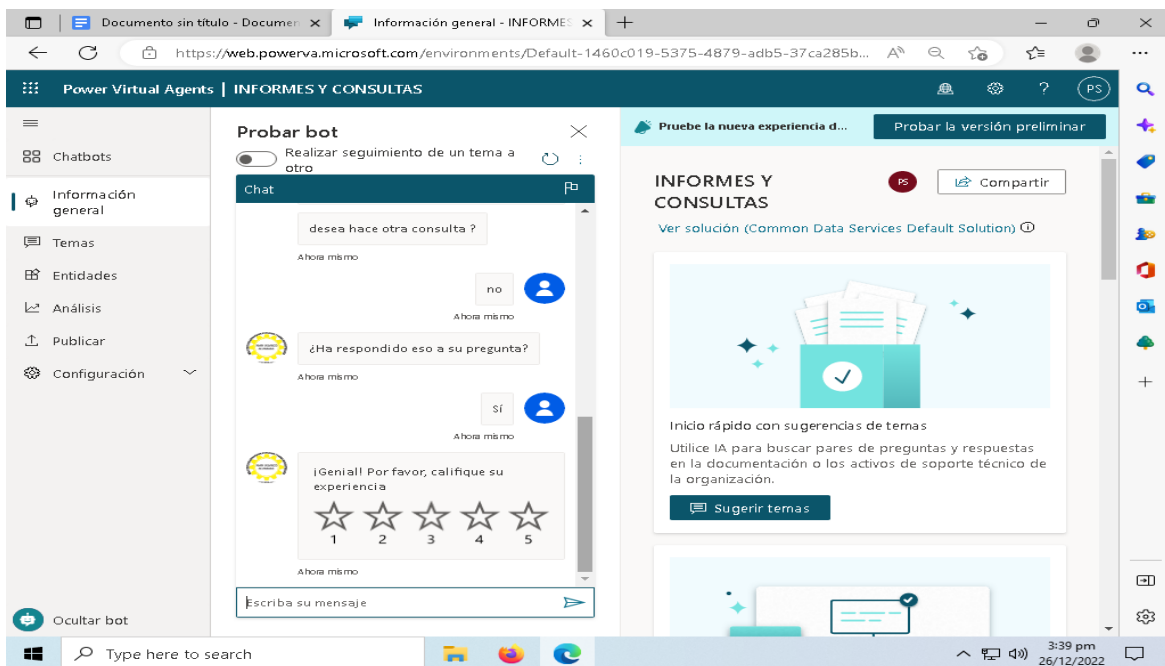 Documento sin título - Documen
Información general - INFORMES
https://web.powerva.microsoft.com/environments/Default-1460c019-5375-4879-adb5-37ca285b...
Power Virtual Agents | INFORMES Y CONSULTAS
PS
Chatbots
Información
general
Temas
Entidades
Análisis
Publicar
Configuración
Ocultar bot
Probar bot
Realizar seguimiento de un tema a
otro
Chat
desea hace otra consulta ?
Ahora mismo
no
Ahora mismo
¿Ha respondido eso a su pregunta?
Ahora mismo
Sí
Ahora mismo
¡Genial! Por favor, califique su
experiencia
1 2 3 4 5
Ahora mismo
Escriba su mensaje
Pruebe la nueva experiencia d...
Probar la versión preliminar
INFORMES Y
CONSULTAS
PS
Compartir
Ver solución (Common Data Services Default Solution)
Inicio rápido con sugerencias de temas
Utilice IA para buscar pares de preguntas y respuestas
en la documentación o los activos de soporte técnico de
la organización.
Sugerir temas
Type here to search
3:39 pm
26/12/2022